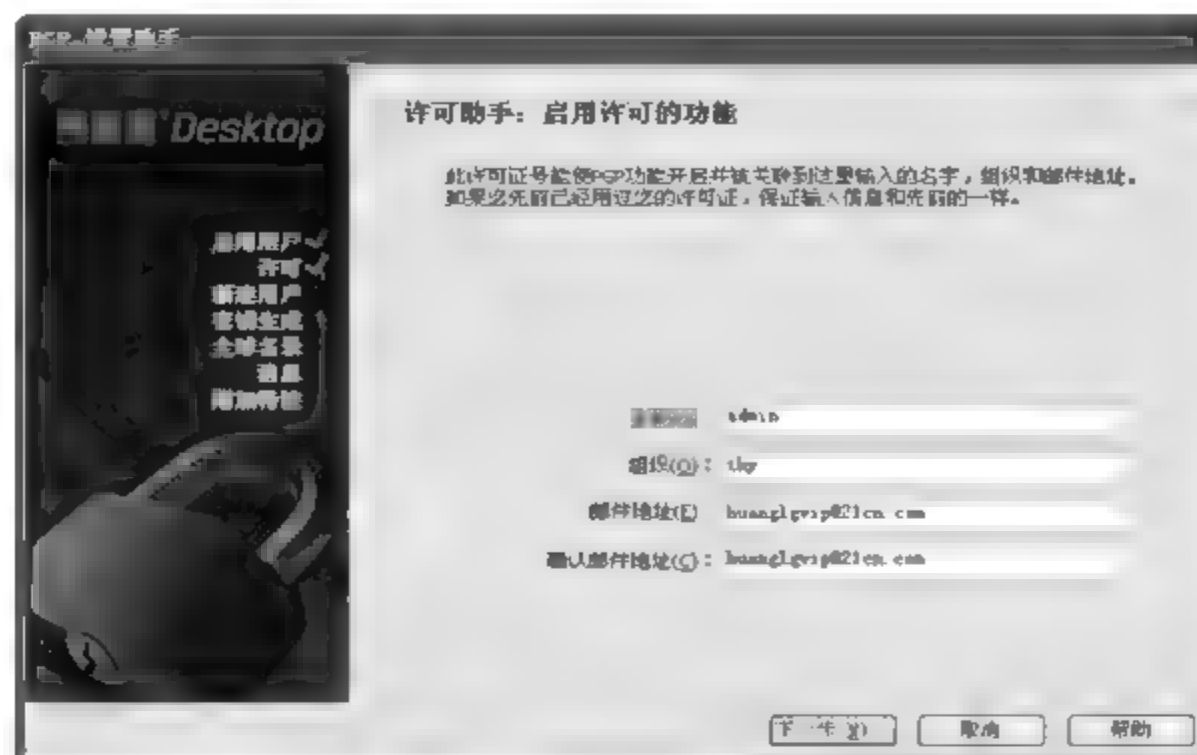 PGP 设置助手
Desktop
许可助手：启用许可的功能
此许可证号能使PGP功能开启并被关联到这里输入的名字，组织和邮件地址。
如果您先前已经用过您的许可证，保证输入信息和先前的一样。
启用用户
许可
新建用户
密钥生成
全球名录
消息
附加特性
admin
组织(O)：
邮件地址(E)
确认邮件地址(C)：
取消
帮助